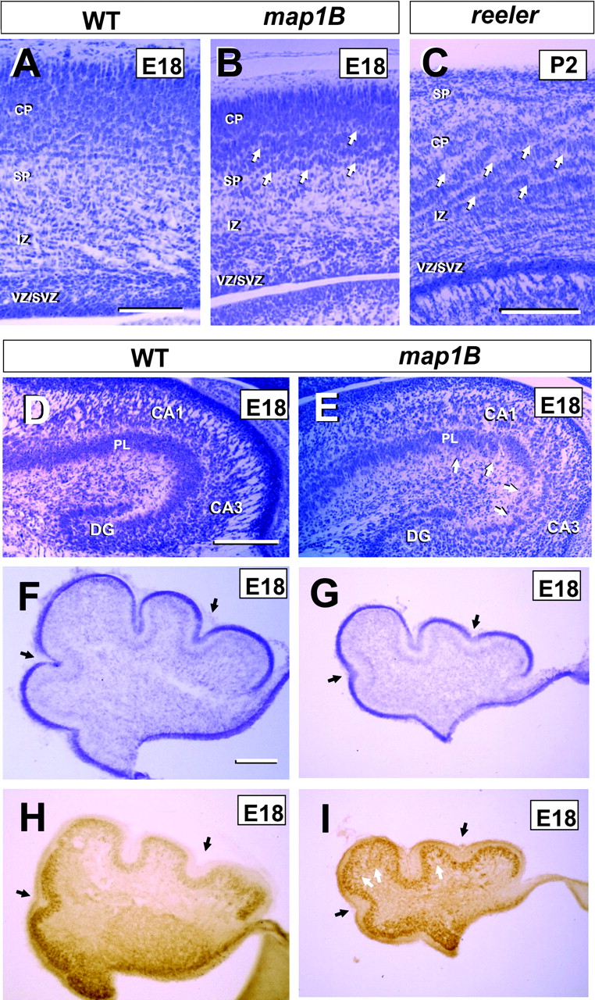 WT map1B reeler
A E18 B E18 C P2
CP
SP
IZ
VZ/SVZ
CP
SP
IZ
VZ/SVZ
SP
CP
IZ
VZ/SVZ
WT map1B
D E18 E E18
CA1
PL
CA3
DG
CA1
PL
CA3
DG
F E18 G E18
H E18 I E18